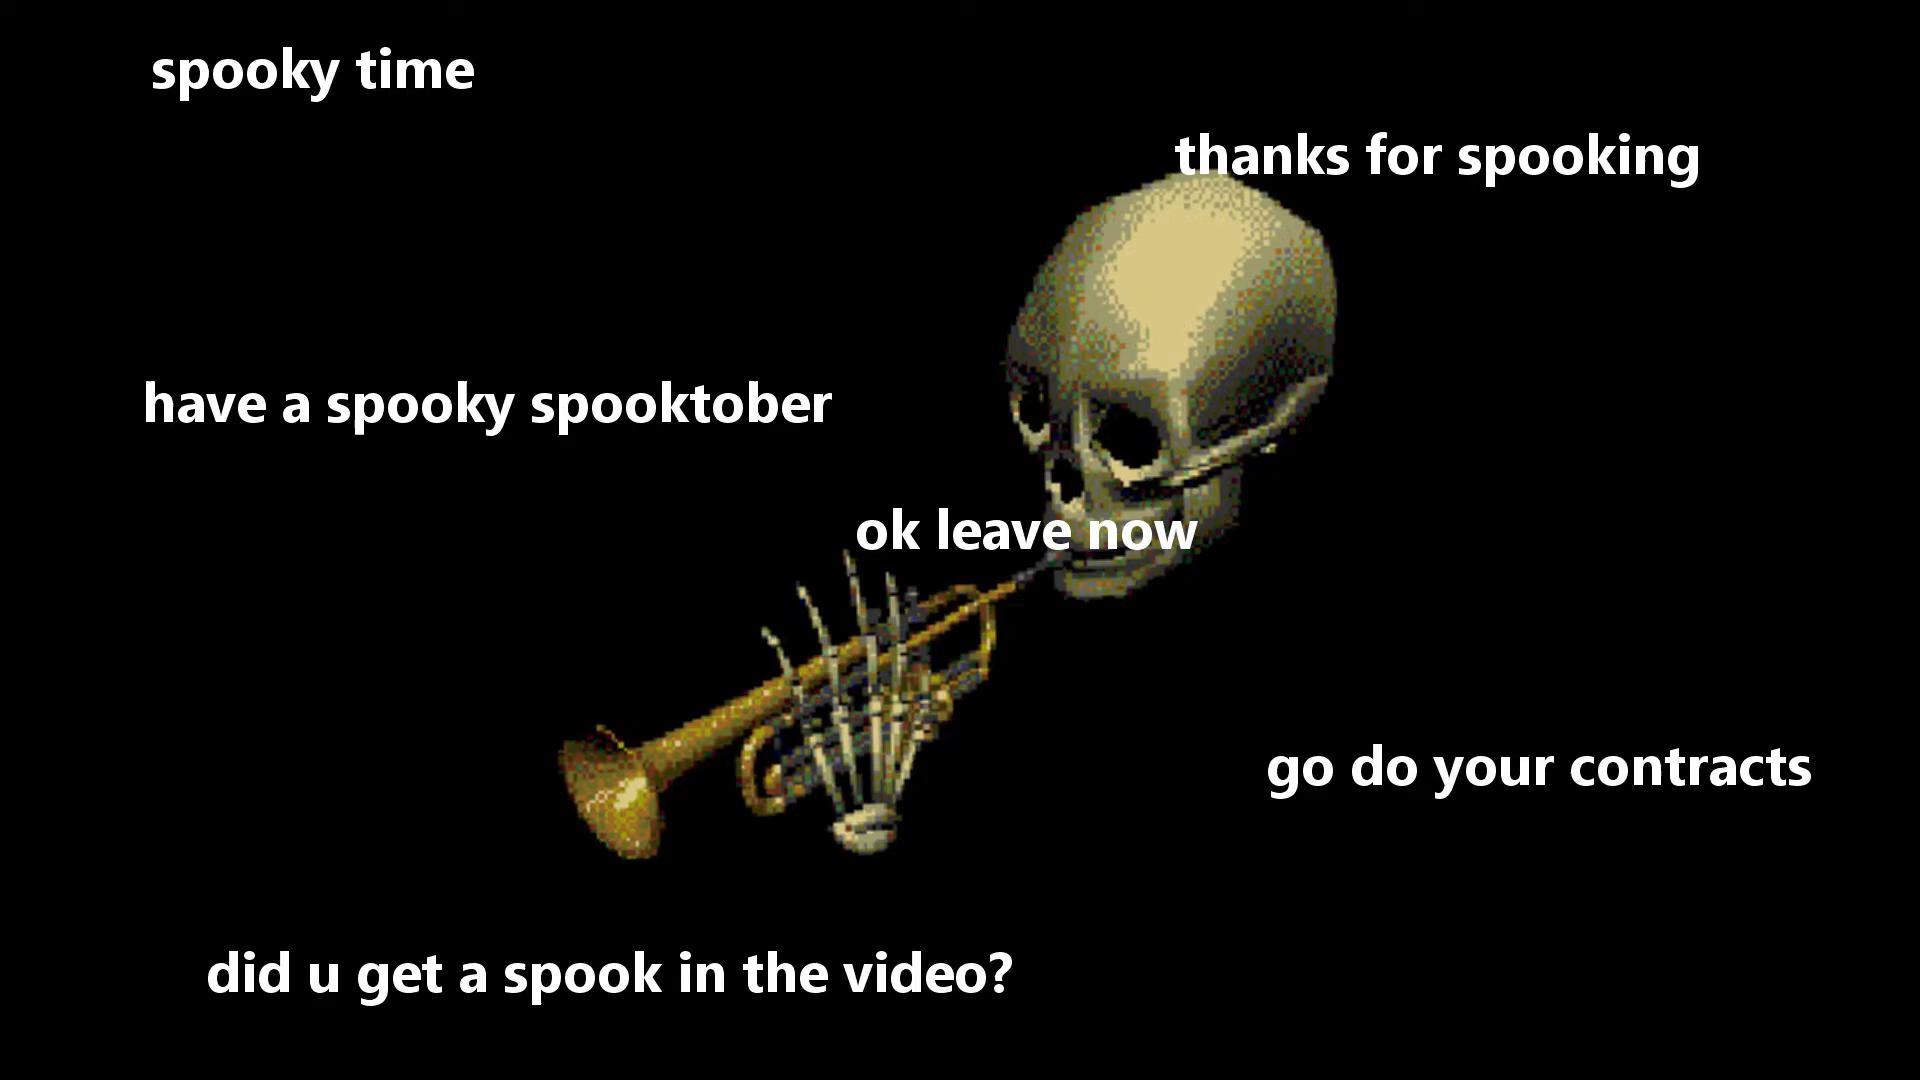 spooky time
thanks for spooking
have a spooky spooktober
ok leave now
go do your contracts
did u get a spook in the video?